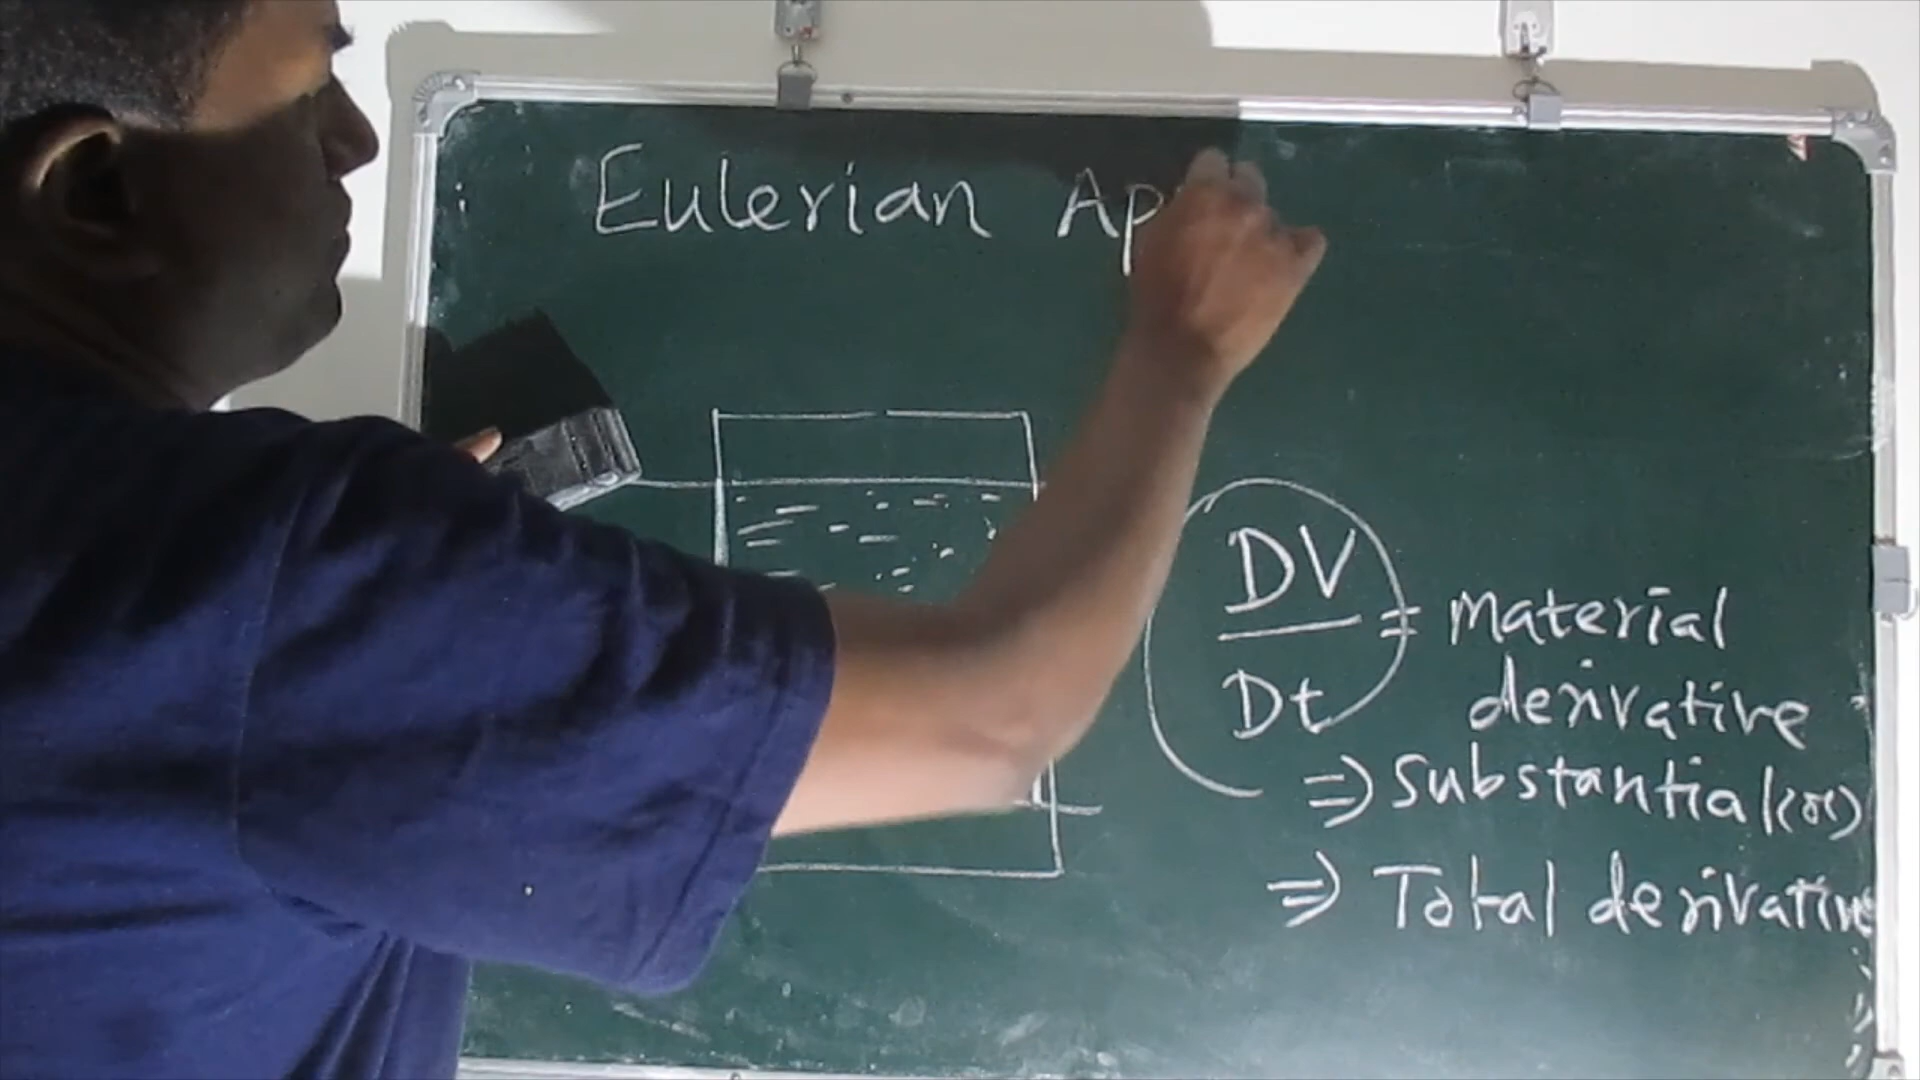 Eulerian Ap
DV
Dt
= material
derivative
⇒ Substantial (or)
⇒ Total derivative